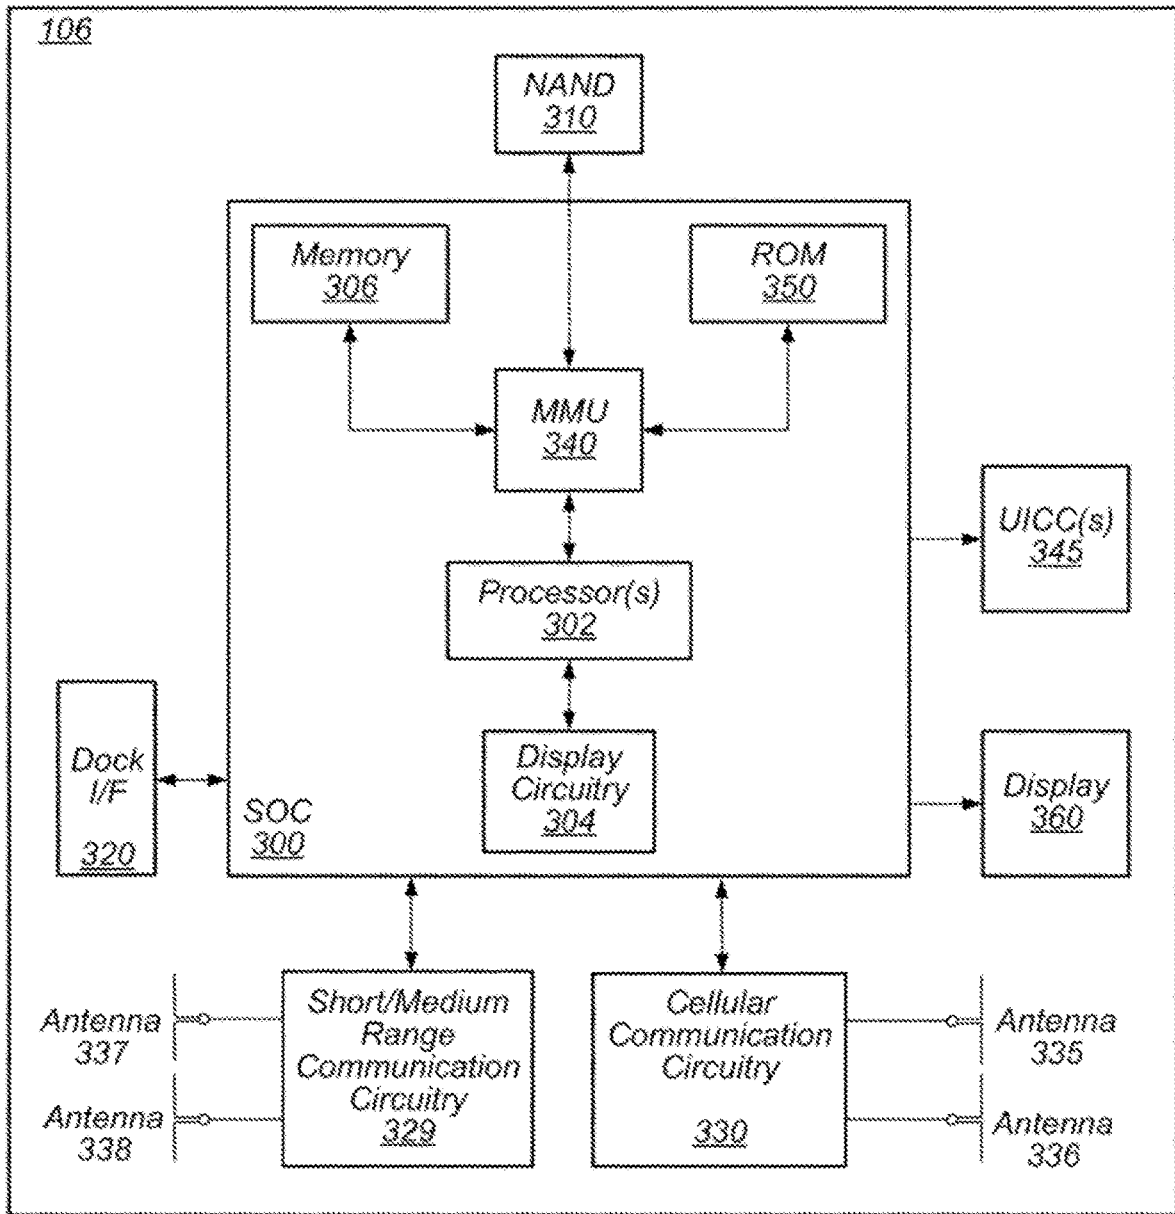 106
NAND
310
Memory
306
ROM
350
MMU
340
UICC(s)
345
Processor(s)
302
Dock
I/F
320
Display
Circuitry
304
SOC
300
Display
360
Short/Medium
Range
Communication
Circuitry
329
Cellular
Communication
Circuitry
330
Antenna
337
Antenna
338
Antenna
335
Antenna
336